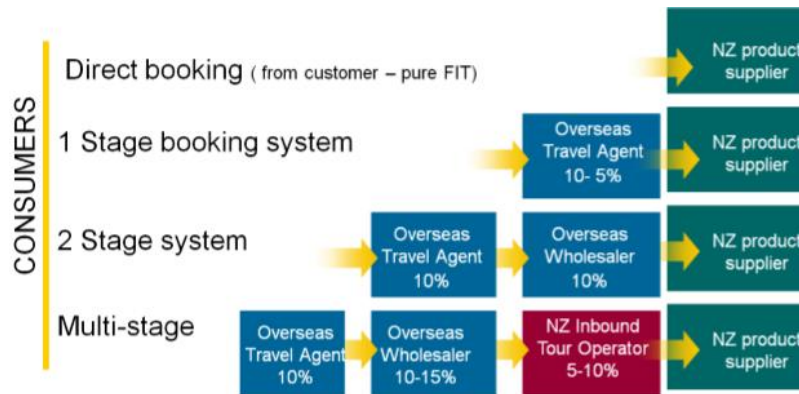 CONSUMERS
Direct booking ( from customer – pure FIT)
NZ product
supplier
1 Stage booking system
Overseas
Travel Agent
10- 5%
NZ product
supplier
2 Stage system
Overseas
Travel Agent
10%
Overseas
Wholesaler
10%
NZ product
supplier
Multi-stage
Overseas
Travel Agent
10%
Overseas
Wholesaler
10-15%
NZ Inbound
Tour Operator
5-10%
NZ product
supplier